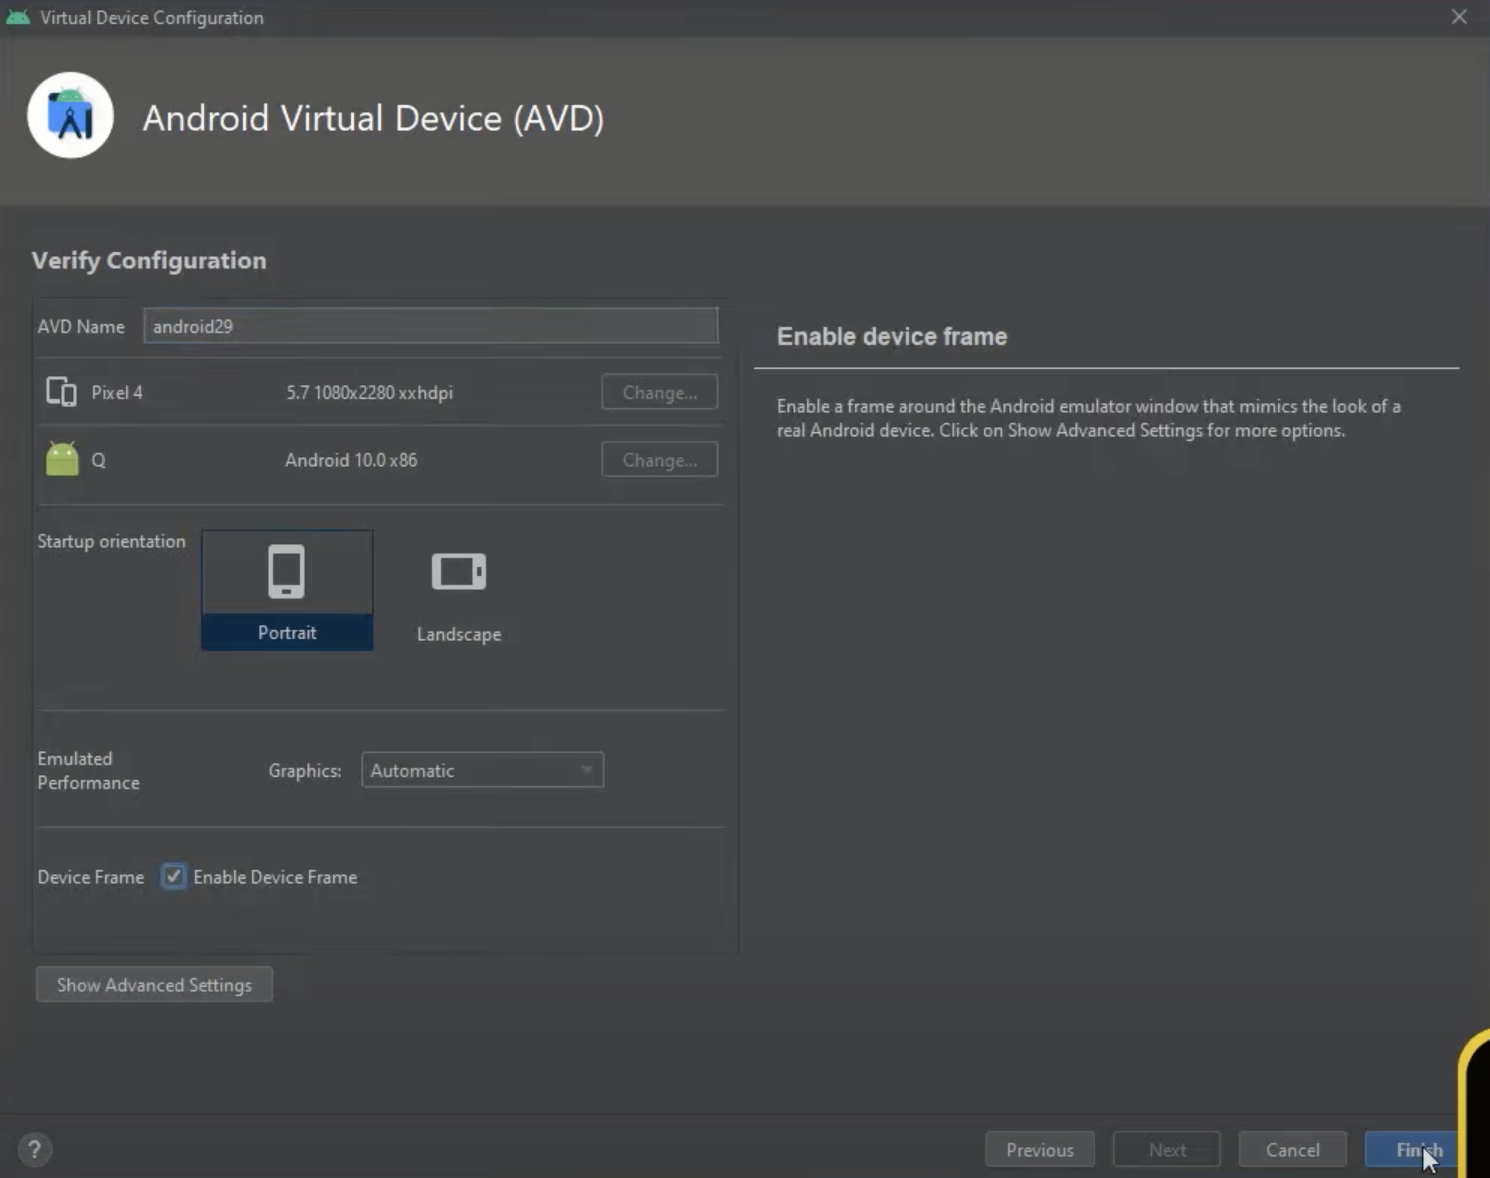 Virtual Device Configuration
Android Virtual Device (AVD)
Verify Configuration
AVD Name android29
Pixel 4 5.7 1080x2280 xxhdpi Change...
Q Android 10.0 x86 Change...
Startup orientation
Portrait
Landscape
Emulated
Performance
Graphics: Automatic
Device Frame Enable Device Frame
Show Advanced Settings
Enable device frame
Enable a frame around the Android emulator window that mimics the look of a
real Android device. Click on Show Advanced Settings for more options.
? Previous Next Cancel Finish